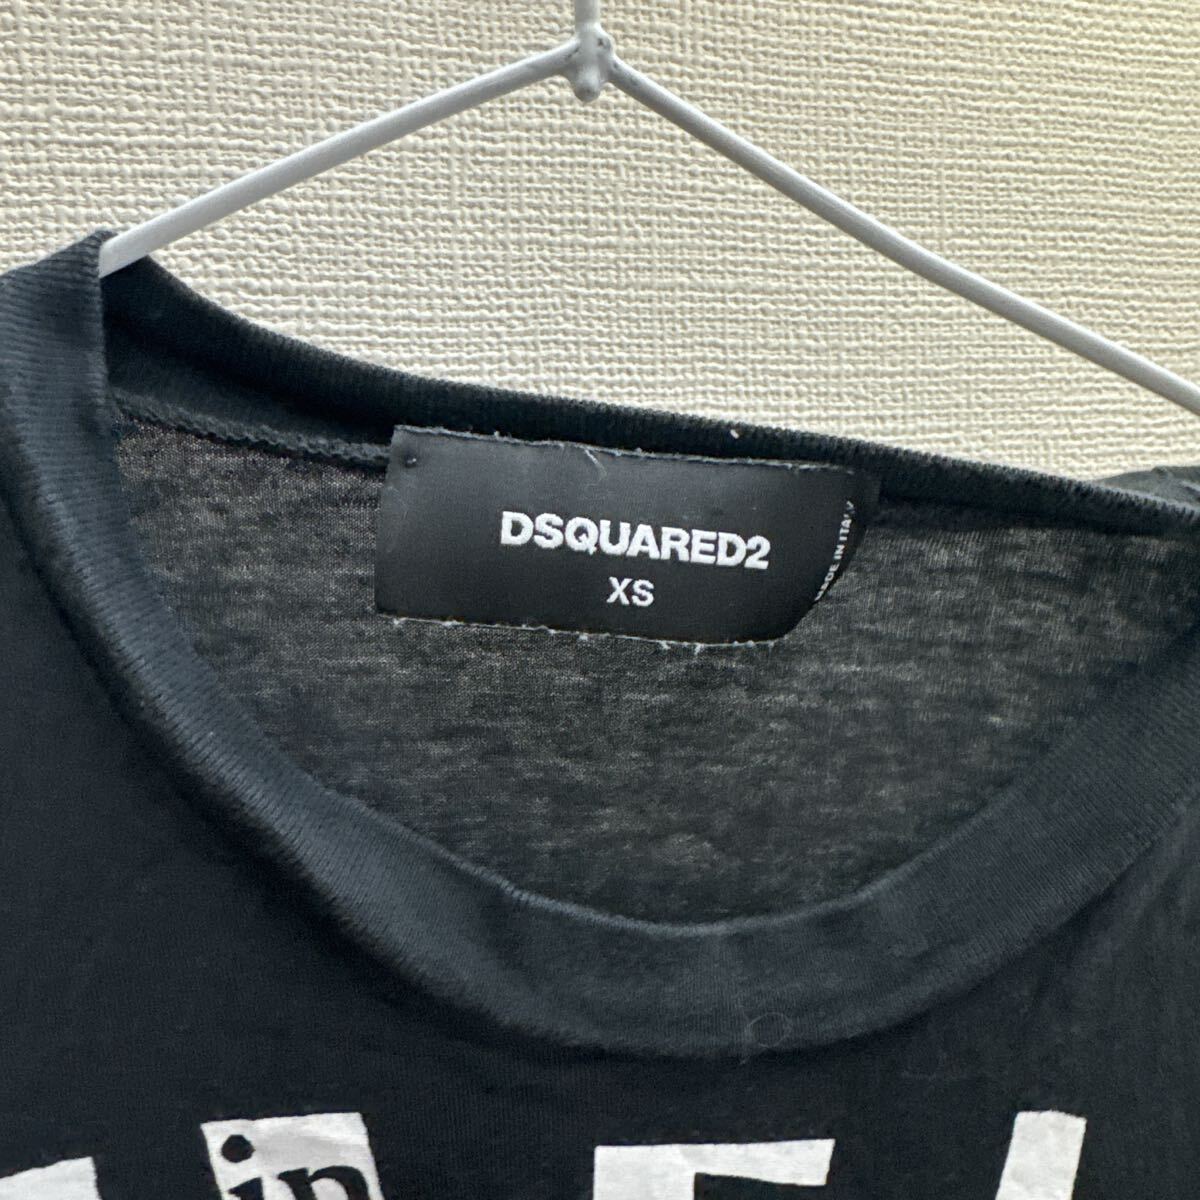 DSQUARED2
XS
MADE IN ITALY
in